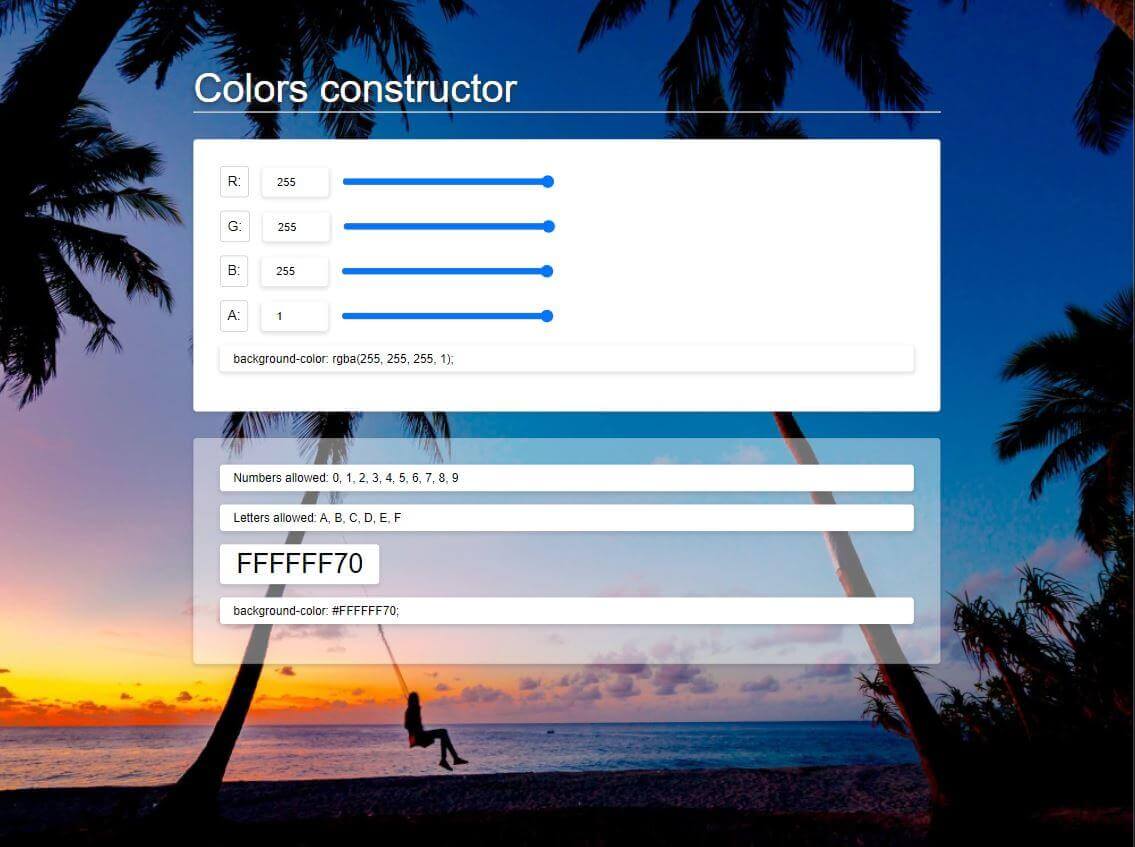 Colors constructor
R: 255
G: 255
B: 255
A: 1
background-color: rgba(255, 255, 255, 1);
Numbers allowed: 0, 1, 2, 3, 4, 5, 6, 7, 8, 9
Letters allowed: A, B, C, D, E, F
FFFFFF70
background-color: #FFFFFF70;